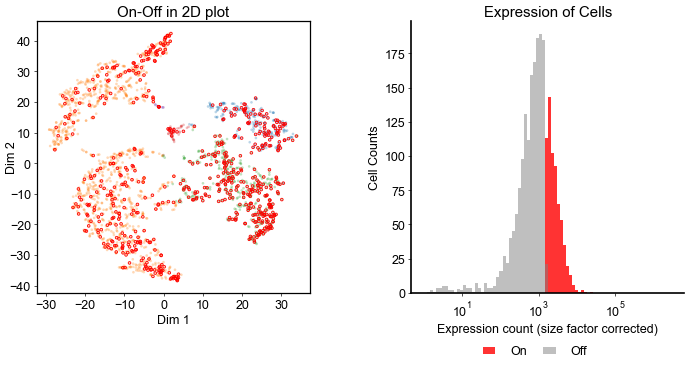 On-Off in 2D plot
40
30
20
10
0
−10
−20
−30
−40
Dim 2
−30 −20 −10 0 10 20 30
Dim 1
Expression of Cells
175
150
125
100
75
50
25
0
Cell Counts
10^1 10^3 10^5
Expression count (size factor corrected)
On Off